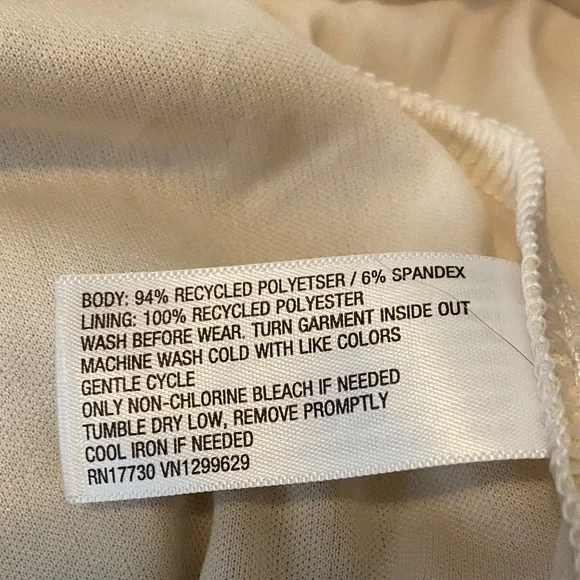 BODY: 94% RECYCLED POLYETSER / 6% SPANDEX
LINING: 100% RECYCLED POLYESTER
WASH BEFORE WEAR. TURN GARMENT INSIDE OUT
MACHINE WASH COLD WITH LIKE COLORS
GENTLE CYCLE
ONLY NON-CHLORINE BLEACH IF NEEDED
TUMBLE DRY LOW, REMOVE PROMPTLY
COOL IRON IF NEEDED
RN17730 VN1299629